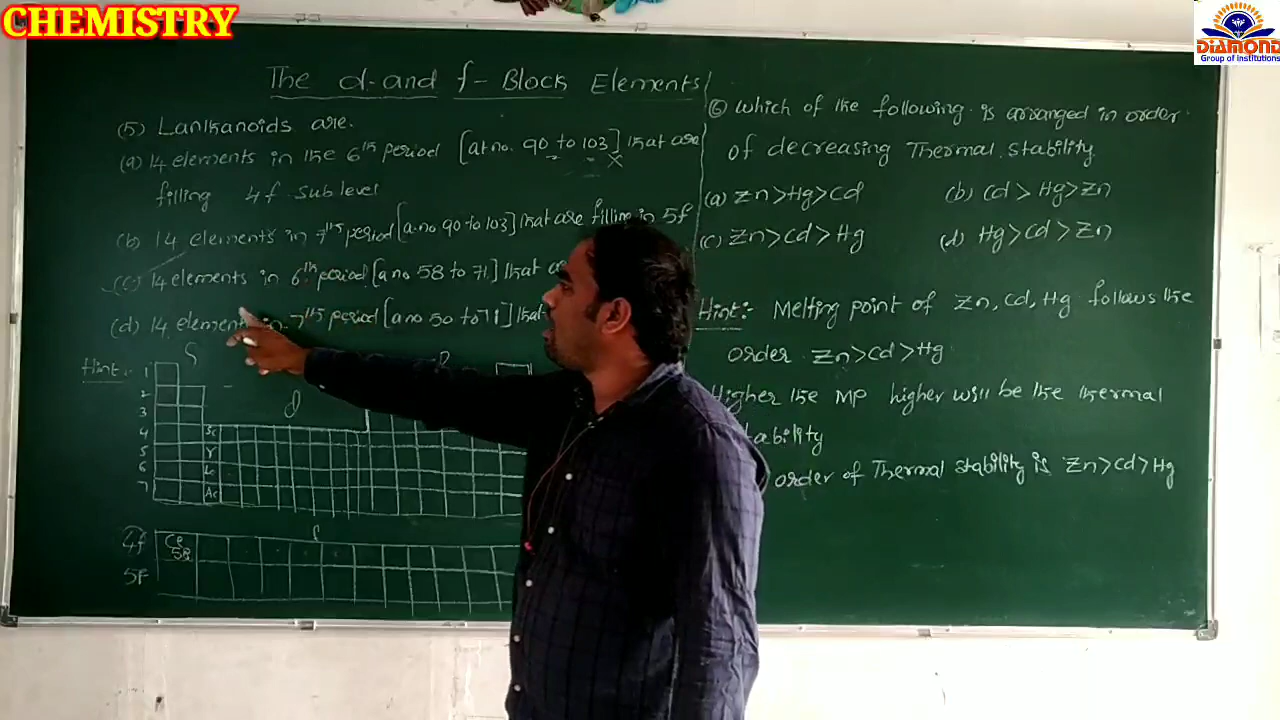 CHEMISTRY
DIAMOND
Group of Institutions
The d-and f-Block Elements
(5) Lanthanoids are.
(a) 14 elements in the 6th period [at no. 90 to 103] that are
filling 4f sub level
(b) 14 elements in 7th period [a.no 90 to 103] that are filling in 5f
(c) 14 elements in 6th period [a no 58 to 71] that
(d) 14 elements in 7th period [a no 50 to 71] that
Hint:-
S
d
P
1
2
3
4 Sc
5 Y
6 La
7 Ac
f
4f Ce 58
5f
(6) which of the following is arranged in order
of decreasing Thermal stability
(a) Zn>Hg>Cd (b) Cd>Hg>Zn
(c) Zn>Cd>Hg (d) Hg>Cd>Zn
Hint: Melting point of Zn, Cd, Hg follows the
order Zn>Cd>Hg
Higher the MP higher will be the thermal
order of Thermal stability is Zn>Cd>Hg